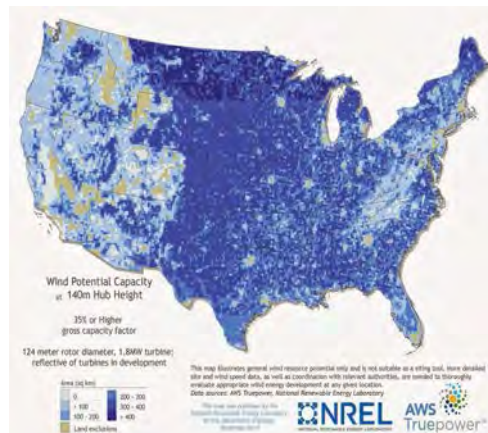 Wind Potential Capacity
at 140m Hub Height
35% or Higher
gross capacity factor
124 meter rotor diameter, 1.8MW turbine;
reflective of turbines in development
Area (sq km)
0 200 - 300
> 100 300 - 400
100 - 200 > 400
Land exclusions
This map illustrates general wind resource potential only and is not suitable as a siting tool. More detailed
site and wind speed data, as well as coordination with relevant authorities, are needed to thoroughly
evaluate appropriate wind energy development at any given location.
Data sources: AWS Truepower, National Renewable Energy Laboratory
NREL
NATIONAL RENEWABLE ENERGY LABORATORY
AWS
Truepower